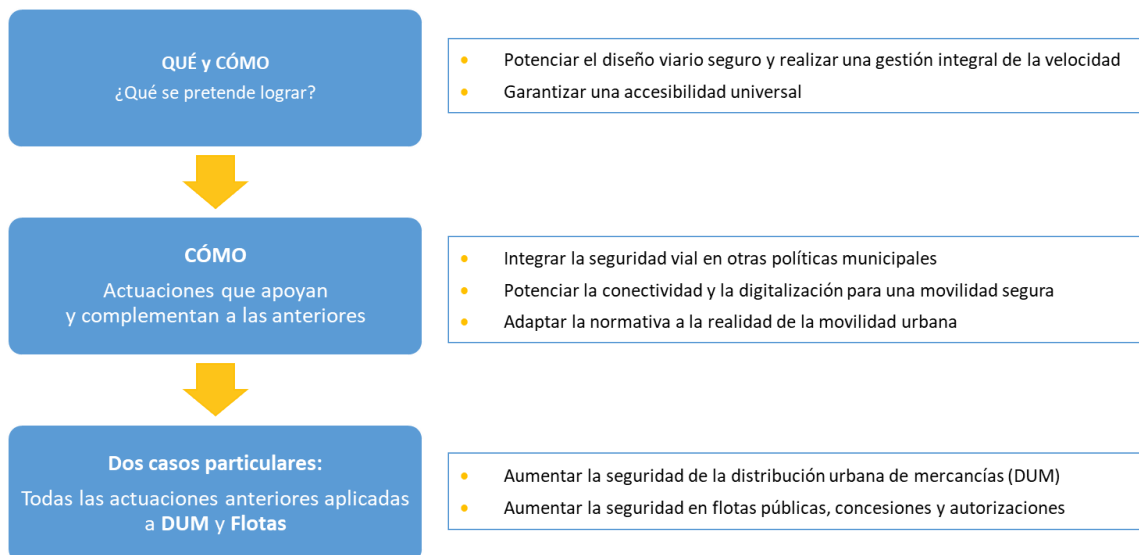 QUÉ y CÓMO
¿Qué se pretende lograr?
• Potenciar el diseño viario seguro y realizar una gestión integral de la velocidad
• Garantizar una accesibilidad universal
CÓMO
Actuaciones que apoyan
y complementan a las anteriores
• Integrar la seguridad vial en otras políticas municipales
• Potenciar la conectividad y la digitalización para una movilidad segura
• Adaptar la normativa a la realidad de la movilidad urbana
Dos casos particulares:
Todas las actuaciones anteriores aplicadas
a DUM y Flotas
• Aumentar la seguridad de la distribución urbana de mercancías (DUM)
• Aumentar la seguridad en flotas públicas, concesiones y autorizaciones